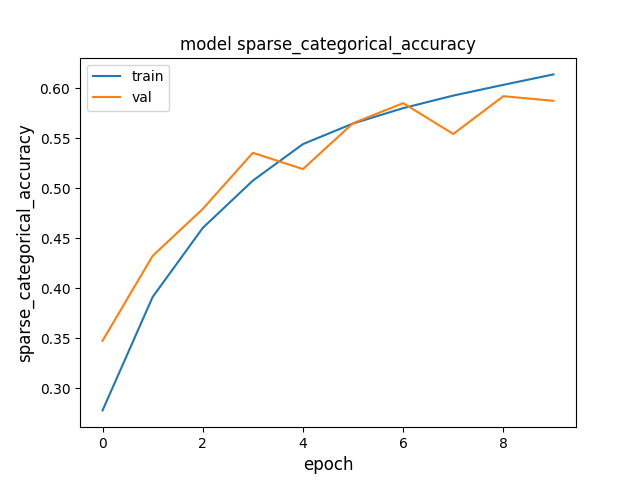 model sparse_categorical_accuracy
train
val
0.60
0.55
0.50
0.45
0.40
0.35
0.30
sparse_categorical_accuracy
0 2 4 6 8
epoch